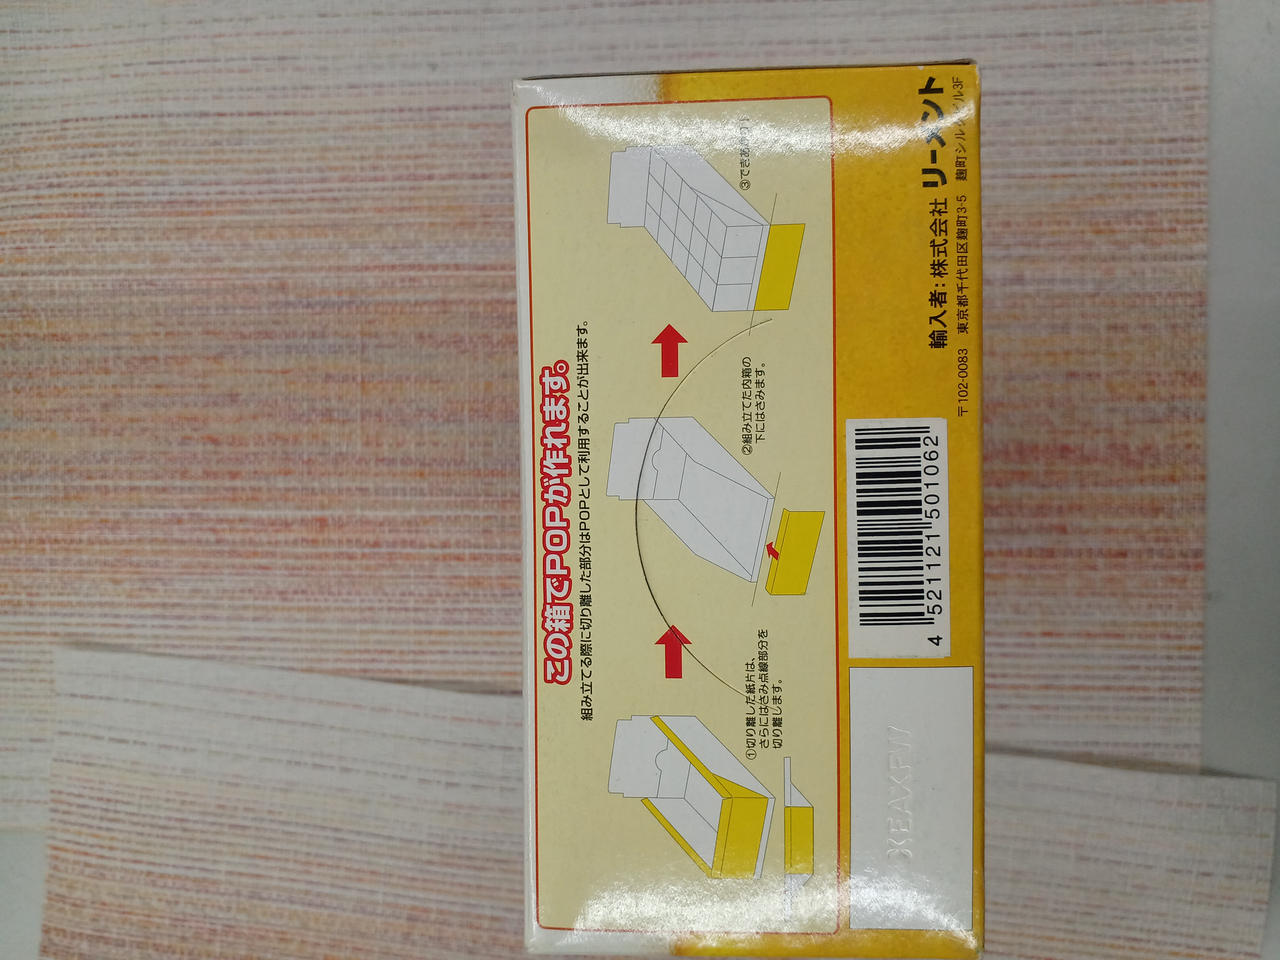 この箱でPOPが作れます。
組み立てる際に切り離した部分はPOPとして利用することが出来ます。
①切り離した紙片は、
さらにはさみ点線部分を
切り離します。
②組み立てた内箱の
下にはさみます。
③できあがり！
4 521121 501062
輸入者：株式会社 リーメント
〒102-0083 東京都千代田区麹町3-5 麹町シルクビル3F